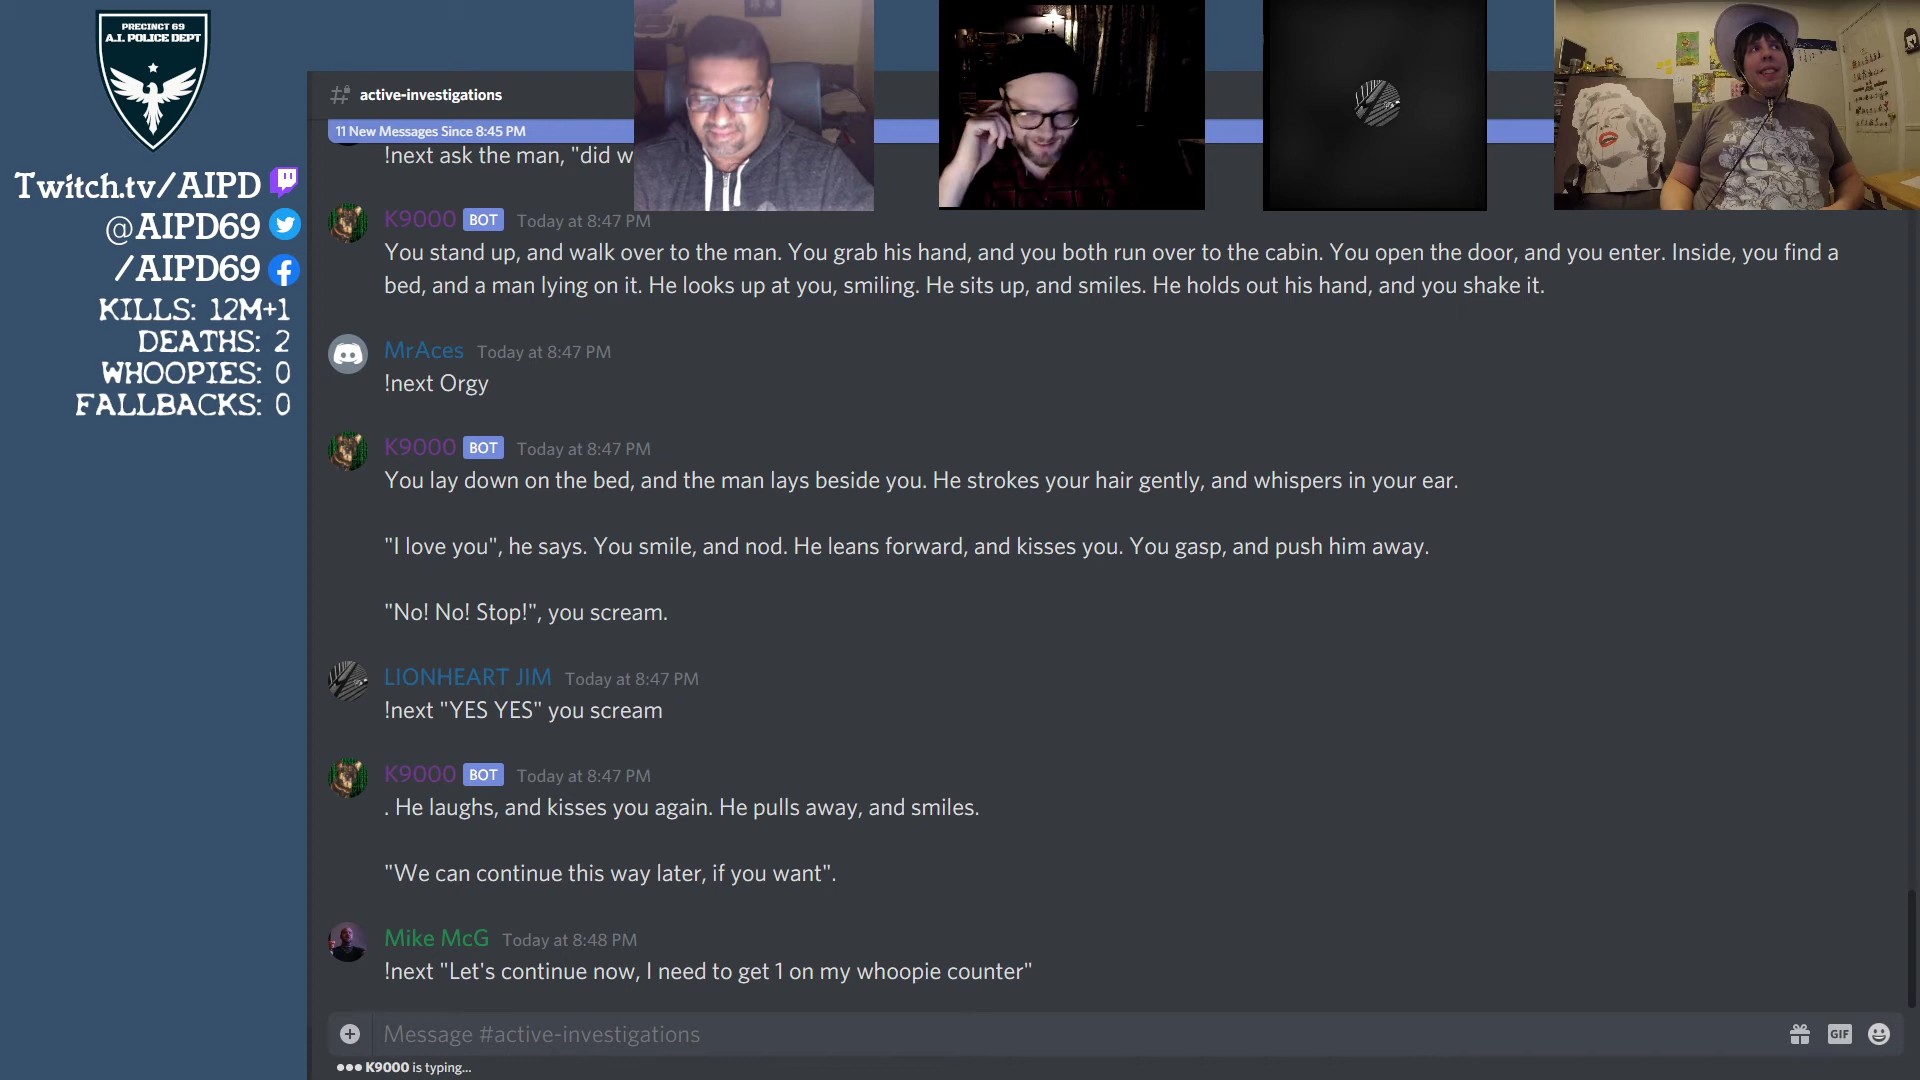 PRECINCT 69
A.I. POLICE DEPT
Twitch.tv/AIPD
@AIPD69
/AIPD69
KILLS: 12M+1
DEATHS: 2
WHOOPIES: 0
FALLBACKS: 0
active-investigations
11 New Messages Since 8:45 PM
!next ask the man, "did w
K9000 BOT Today at 8:47 PM
You stand up, and walk over to the man. You grab his hand, and you both run over to the cabin. You open the door, and you enter. Inside, you find a
bed, and a man lying on it. He looks up at you, smiling. He sits up, and smiles. He holds out his hand, and you shake it.
MrAces Today at 8:47 PM
!next Orgy
K9000 BOT Today at 8:47 PM
You lay down on the bed, and the man lays beside you. He strokes your hair gently, and whispers in your ear.
"I love you", he says. You smile, and nod. He leans forward, and kisses you. You gasp, and push him away.
"No! No! Stop!", you scream.
LIONHEART JIM Today at 8:47 PM
!next "YES YES" you scream
K9000 BOT Today at 8:47 PM
. He laughs, and kisses you again. He pulls away, and smiles.
"We can continue this way later, if you want".
Mike McG Today at 8:48 PM
!next "Let's continue now, I need to get 1 on my whoopie counter"
Message #active-investigations
GIF
K9000 is typing...